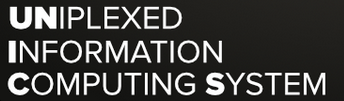 UNIPLEXED
INFORMATION
COMPUTING SYSTEM